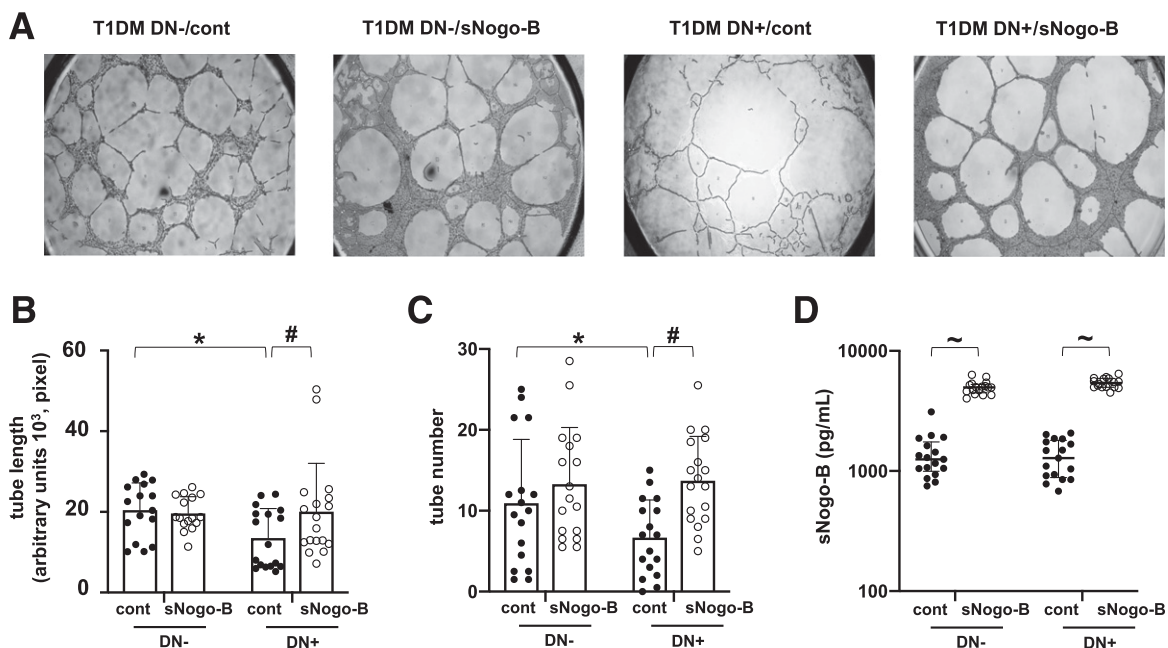 A
T1DM DN-/cont
T1DM DN-/sNogo-B
T1DM DN+/cont
T1DM DN+/sNogo-B
B
tube length
(arbitrary units 10³, pixel)
60
40
20
0
*
#
cont
sNogo-B
cont
sNogo-B
DN-
DN+
C
tube number
30
20
10
0
*
#
cont
sNogo-B
cont
sNogo-B
DN-
DN+
D
sNogo-B (pg/mL)
10000
1000
100
~
~
cont
sNogo-B
cont
sNogo-B
DN-
DN+